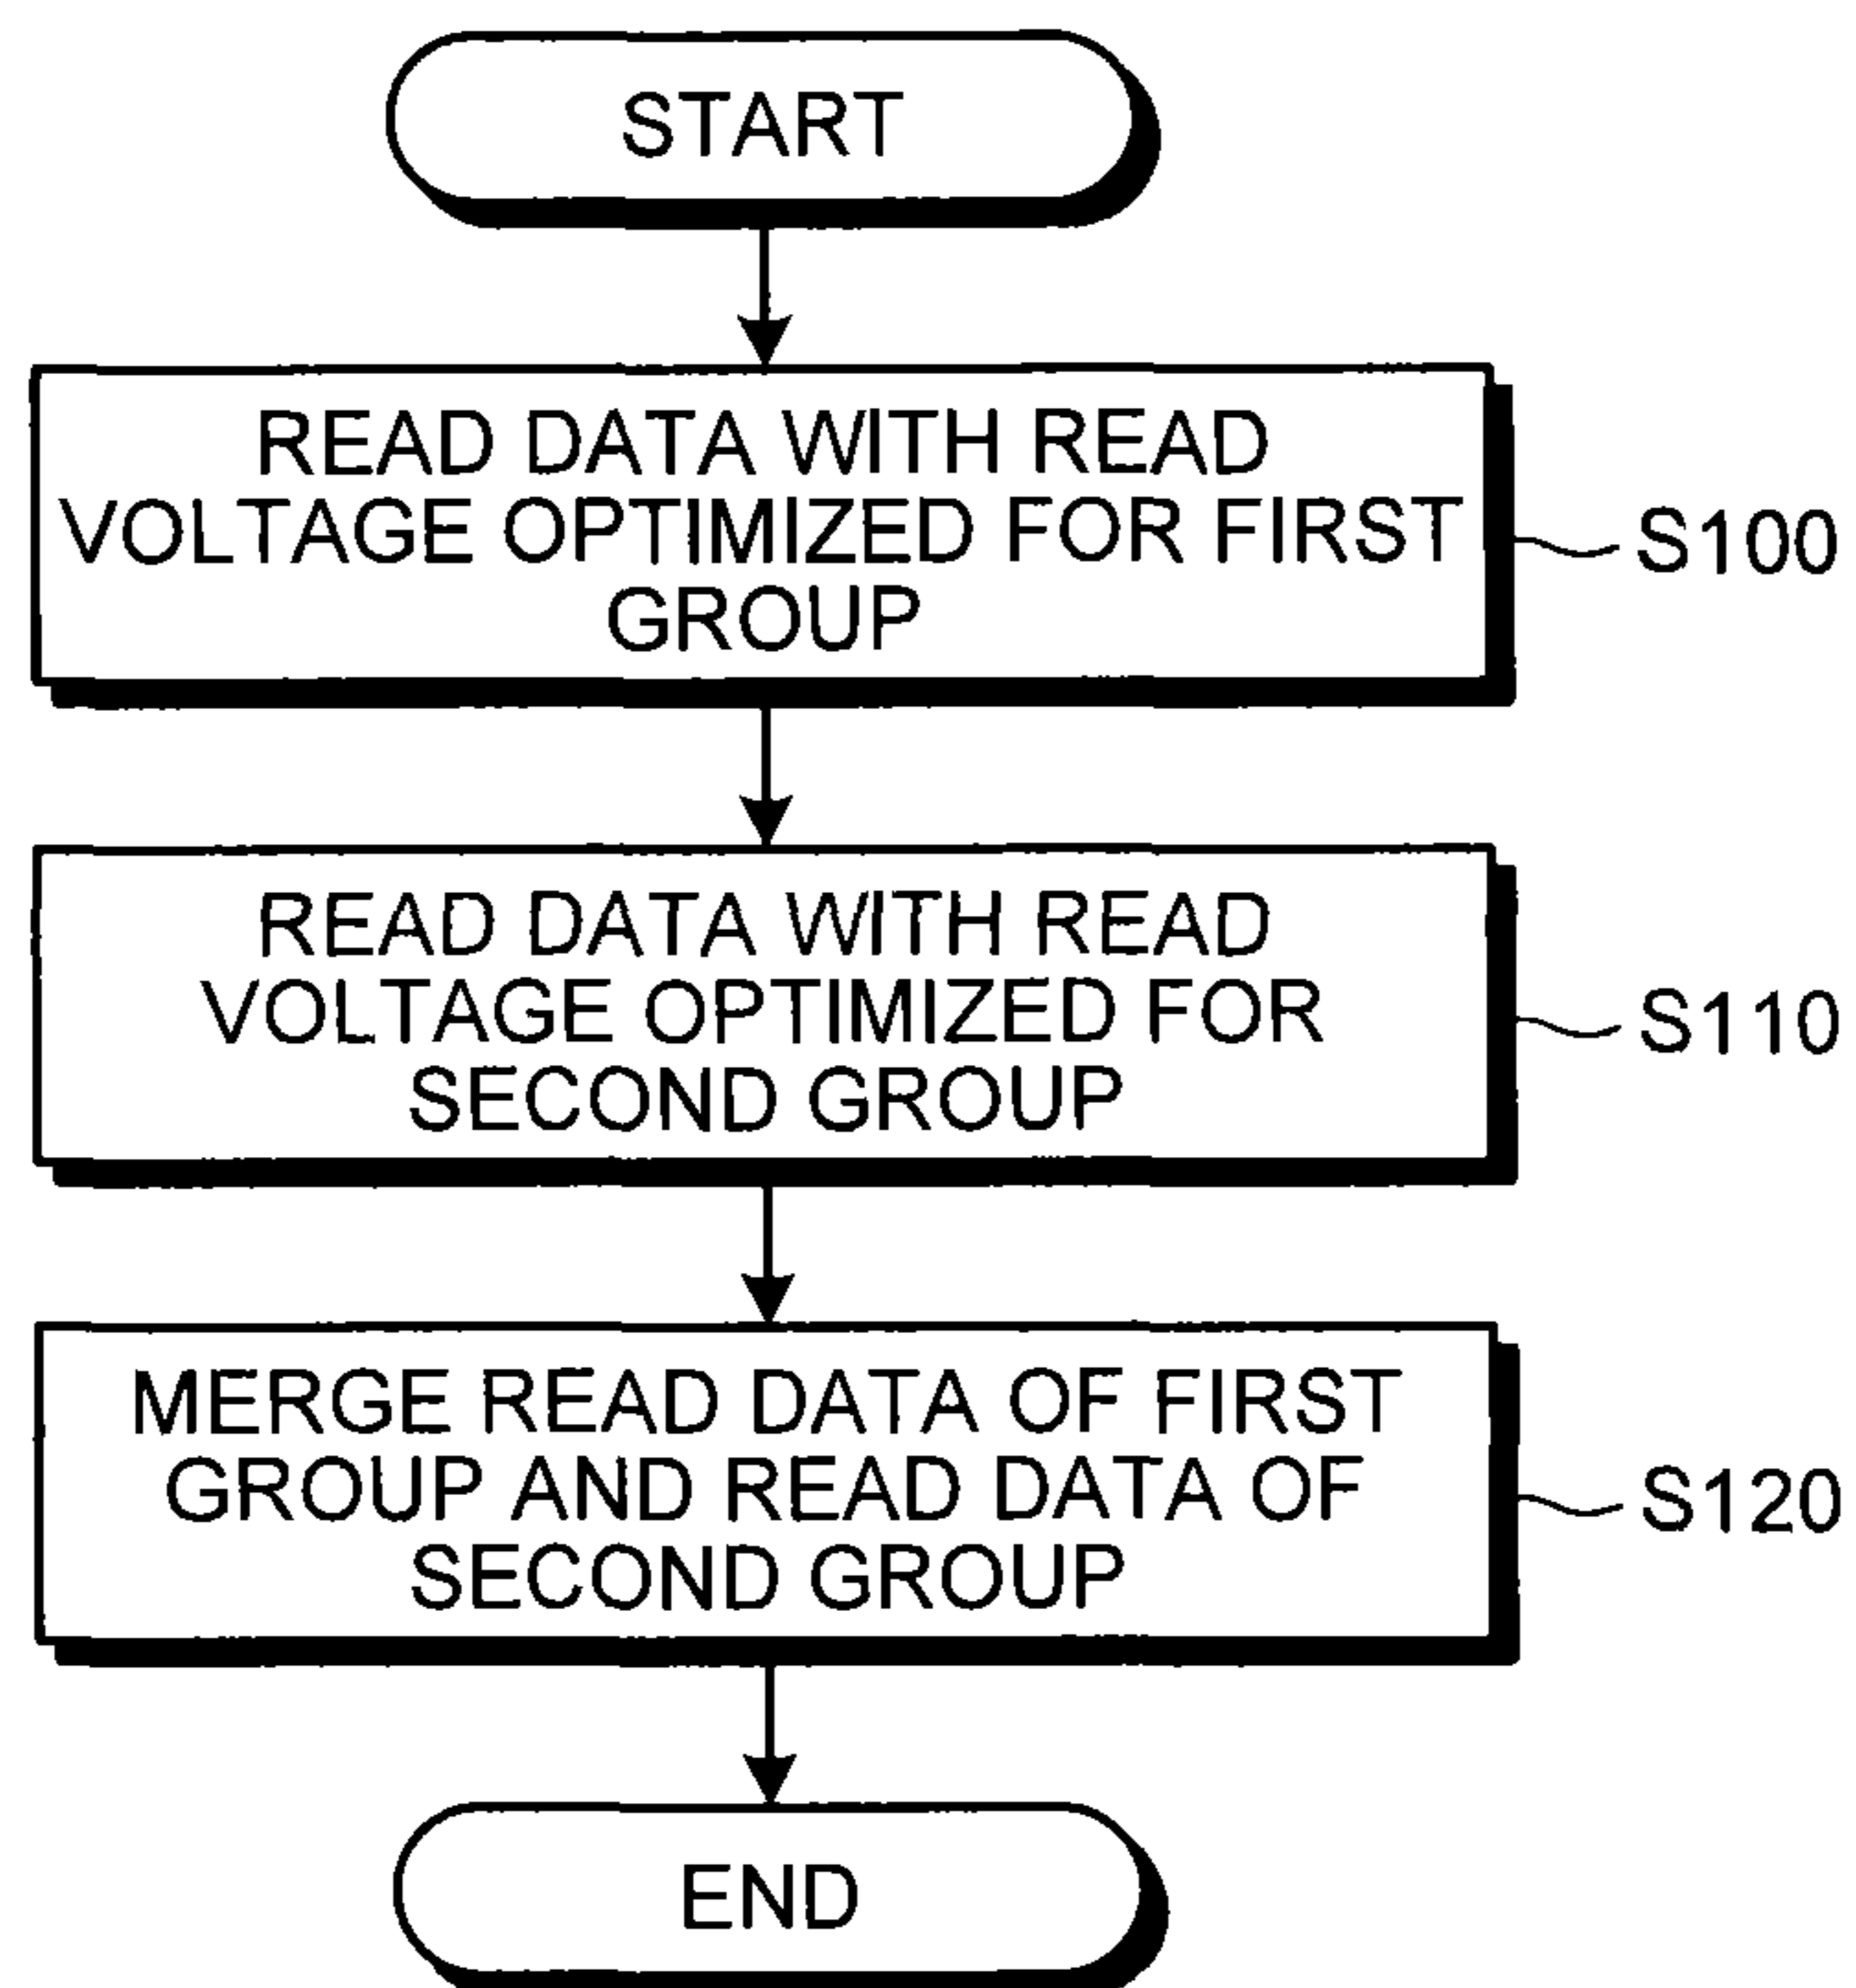 START
READ DATA WITH READ
VOLTAGE OPTIMIZED FOR FIRST
GROUP
S100
READ DATA WITH READ
VOLTAGE OPTIMIZED FOR
SECOND GROUP
S110
MERGE READ DATA OF FIRST
GROUP AND READ DATA OF
SECOND GROUP
S120
END